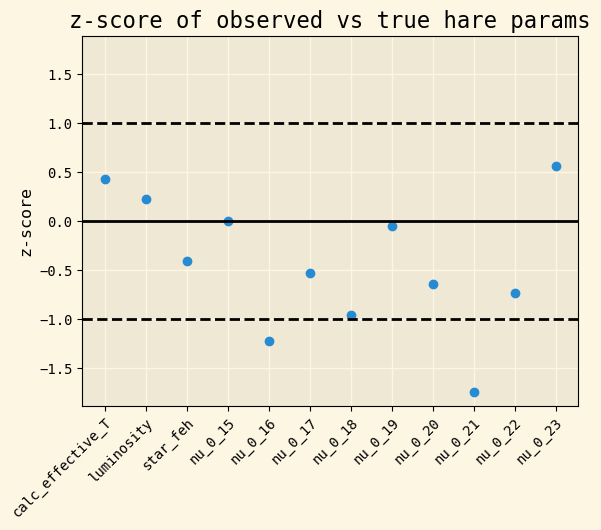 z-score of observed vs true hare params
z-score
1.5
1.0
0.5
0.0
−0.5
−1.0
−1.5
calc_effective_T
luminosity
star_feh
nu_0_15
nu_0_16
nu_0_17
nu_0_18
nu_0_19
nu_0_20
nu_0_21
nu_0_22
nu_0_23